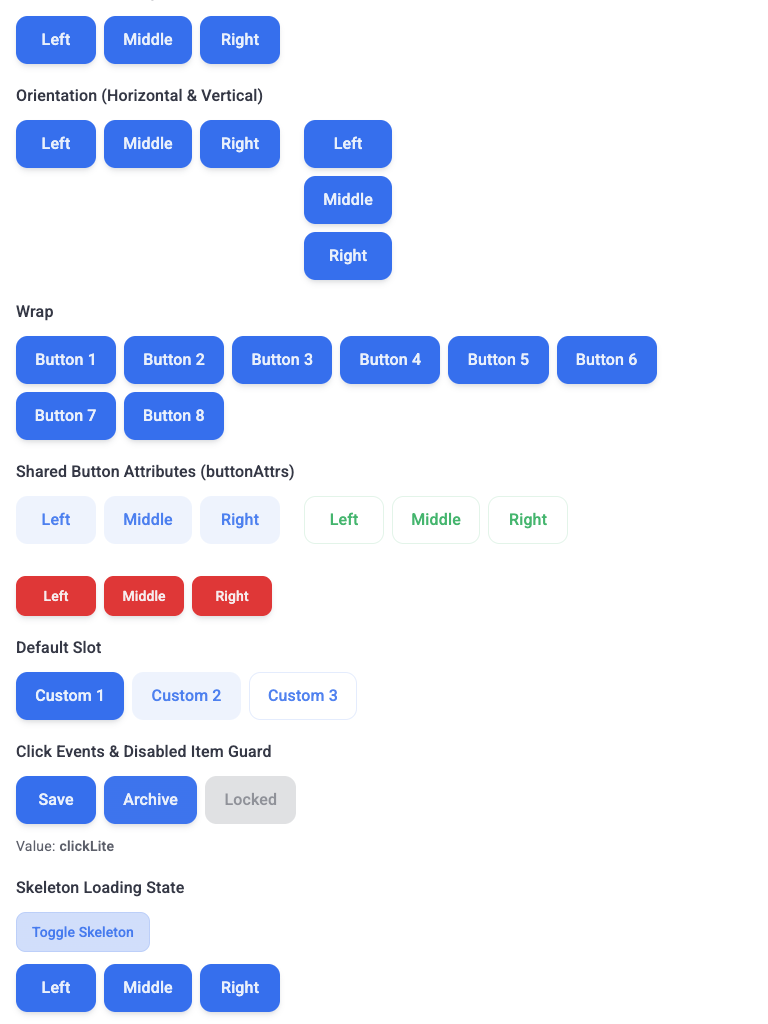 Left Middle Right
Orientation (Horizontal & Vertical)
Left Middle Right Left
Middle
Right
Wrap
Button 1 Button 2 Button 3 Button 4 Button 5 Button 6
Button 7 Button 8
Shared Button Attributes (buttonAttrs)
Left Middle Right Left Middle Right
Left Middle Right
Default Slot
Custom 1 Custom 2 Custom 3
Click Events & Disabled Item Guard
Save Archive Locked
Value: clickLite
Skeleton Loading State
Toggle Skeleton
Left Middle Right